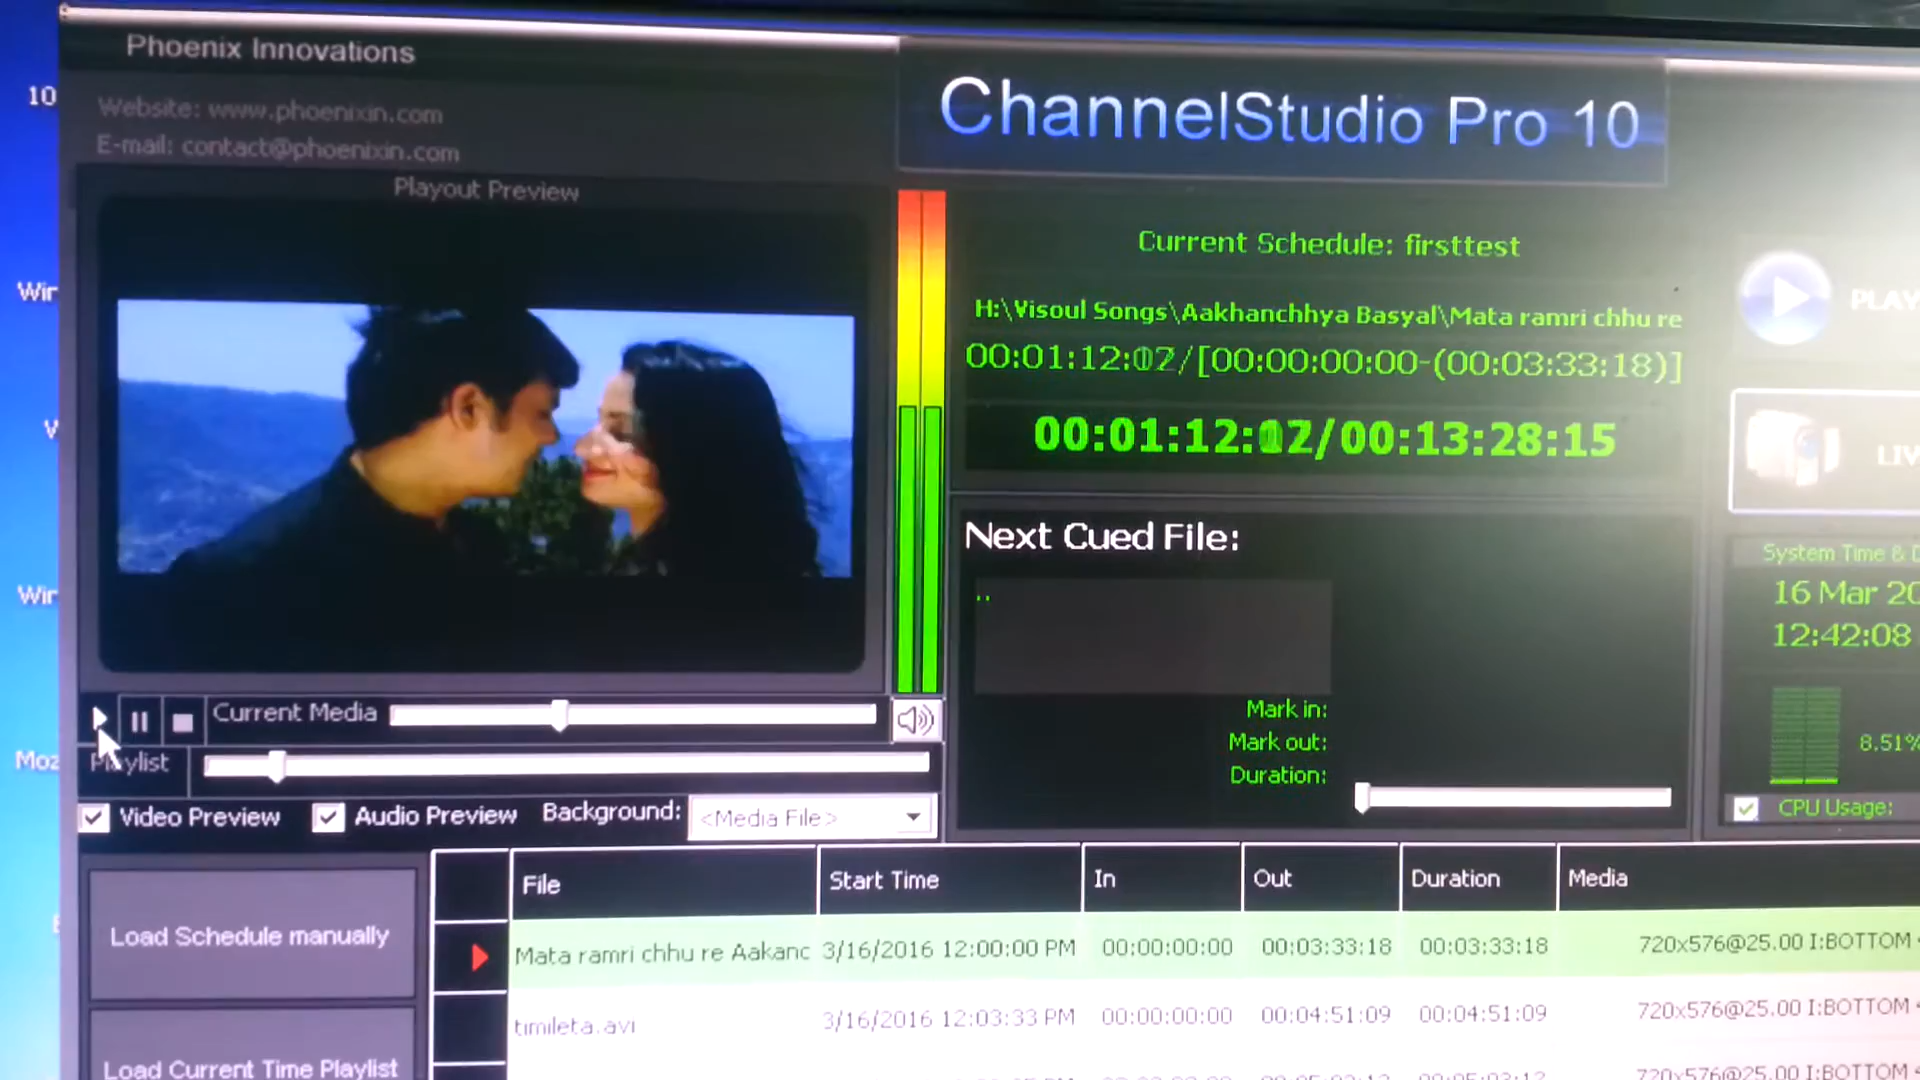 Phoenix Innovations
Website: www.phoenixin.com
E-mail: contact@phoenixin.com
ChannelStudio Pro 10
Playout Preview
10
Current Schedule: firsttest
H:\Visoul Songs\Aakhanchhya Basyal\Mata ramri chhu re
00:01:12:02/[00:00:00:00-(00:03:33:18)]
00:01:12:02/00:13:28:15
PLAY
LIV
Win
Win
Moz
Next Cued File:
..
Mark in:
Mark out:
Duration:
System Time & D
16 Mar 20
12:42:08
8.51%
CPU Usage:
Current Media
Playlist
Video Preview
Audio Preview
Background:
<Media File>
Load Schedule manually
Load Current Time Playlist
File Start Time In Out Duration Media
Mata ramri chhu re Aakanc 3/16/2016 12:00:00 PM 00:00:00:00 00:03:33:18 00:03:33:18 720x576@25.00 I:BOTTOM
timileta.avi 3/16/2016 12:03:33 PM 00:00:00:00 00:04:51:09 00:04:51:09 720x576@25.00 I:BOTTOM